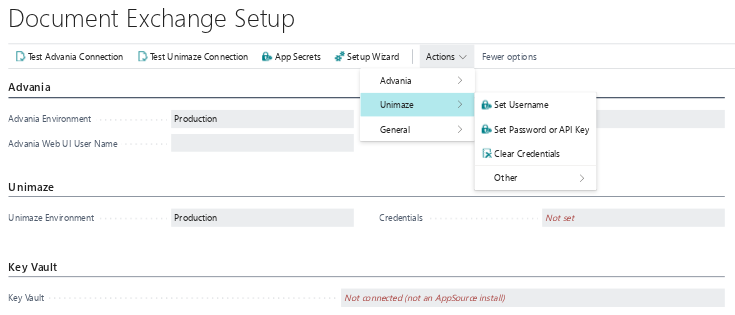 Document Exchange Setup
Test Advania Connection Test Unimaze Connection App Secrets Setup Wizard Actions Fewer options
Advania
Advania
Unimaze
General
Set Username
Set Password or API Key
Clear Credentials
Other
Advania Environment Production
Advania Web UI User Name
Unimaze
Unimaze Environment Production Credentials Not set
Key Vault
Key Vault Not connected (not an AppSource install)